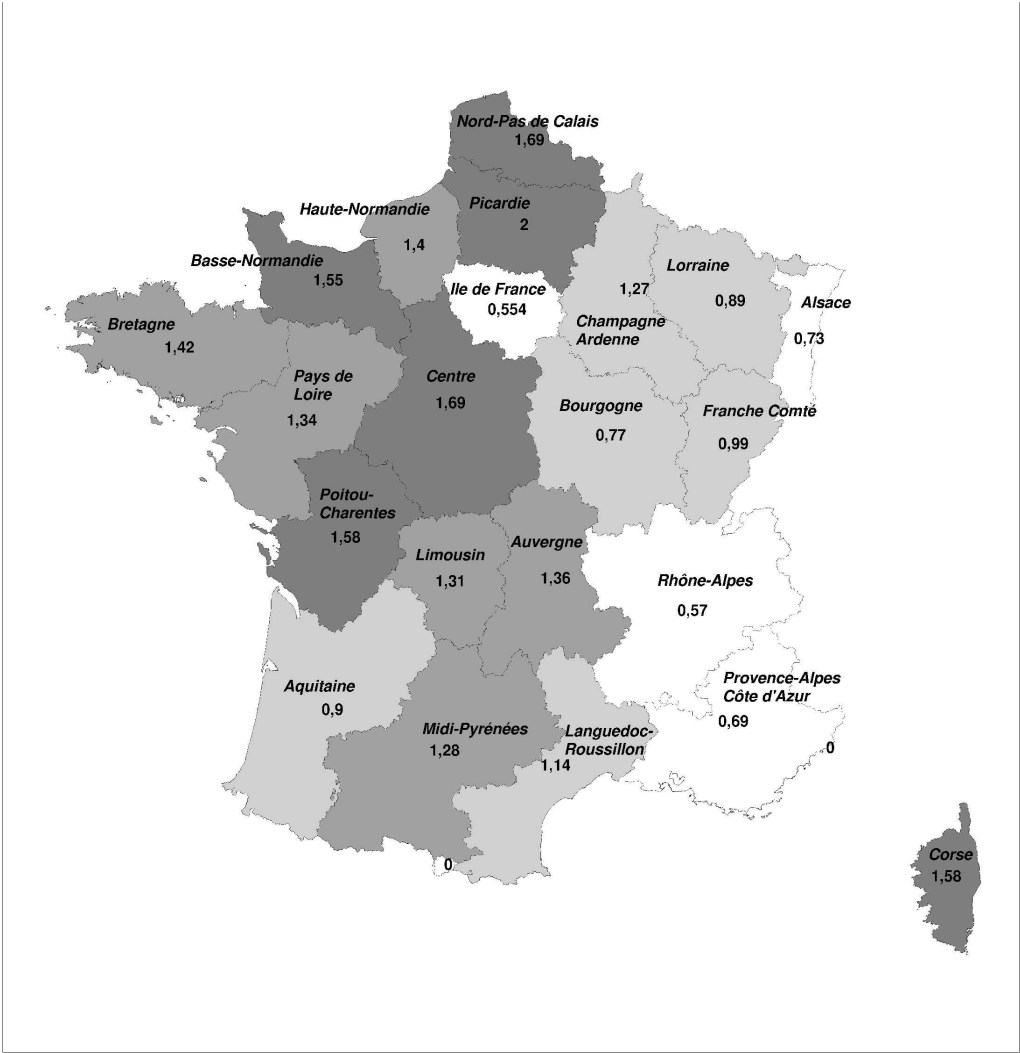 Nord-Pas de Calais
1,69
Haute-Normandie
1,4
Picardie
2
Basse-Normandie
1,55
Ile de France
0,554
Lorraine
0,89
1,27
Champagne
Ardenne
Alsace
0,73
Bretagne
1,42
Pays de
Loire
1,34
Centre
1,69
Bourgogne
0,77
Franche Comté
0,99
Poitou-
Charentes
1,58
Limousin
1,31
Auvergne
1,36
Rhône-Alpes
0,57
Aquitaine
0,9
Midi-Pyrénées
1,28
Languedoc-
Roussillon
1,14
Provence-Alpes
Côte d'Azur
0,69
0
0
Corse
1,58